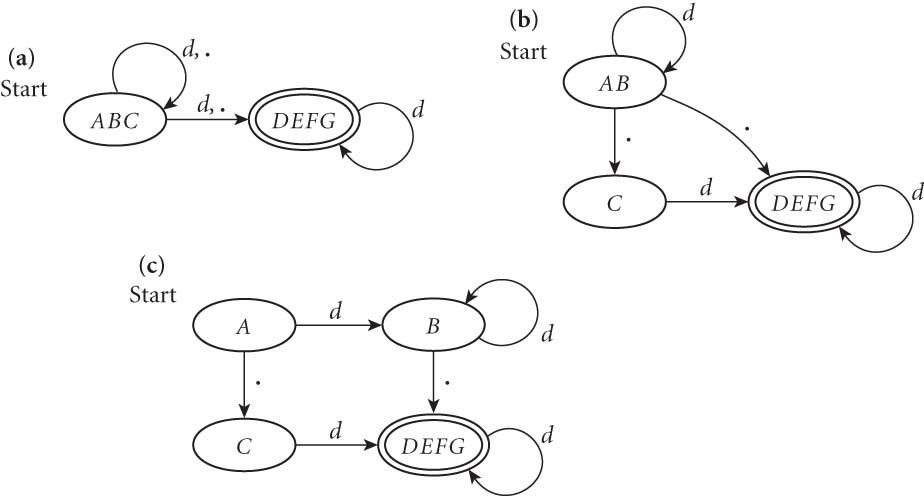 (a)
Start
d, .
ABC
d, .
DEFG
d
(b)
Start
d
AB
.
.
C
d
DEFG
d
(c)
Start
A
d
B
d
.
.
C
d
DEFG
d